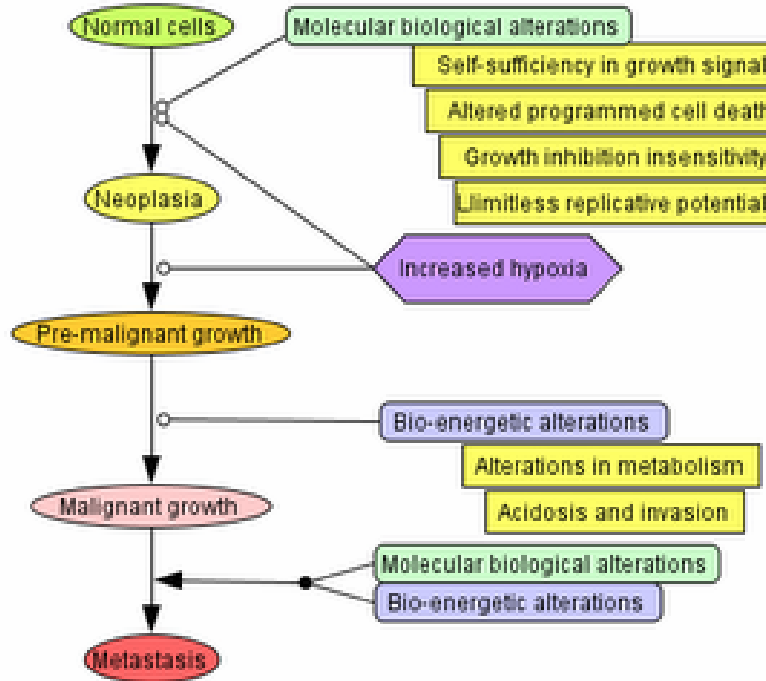 Normal cells
Molecular biological alterations
Self-sufficiency in growth signal
Altered programmed cell death
Growth inhibition insensitivity
Neoplasia
Llimitless replicative potential
Increased hypoxia
Pre-malignant growth
Bio-energetic alterations
Alterations in metabolism
Malignant growth
Acidosis and invasion
Molecular biological alterations
Bio-energetic alterations
Metastasis